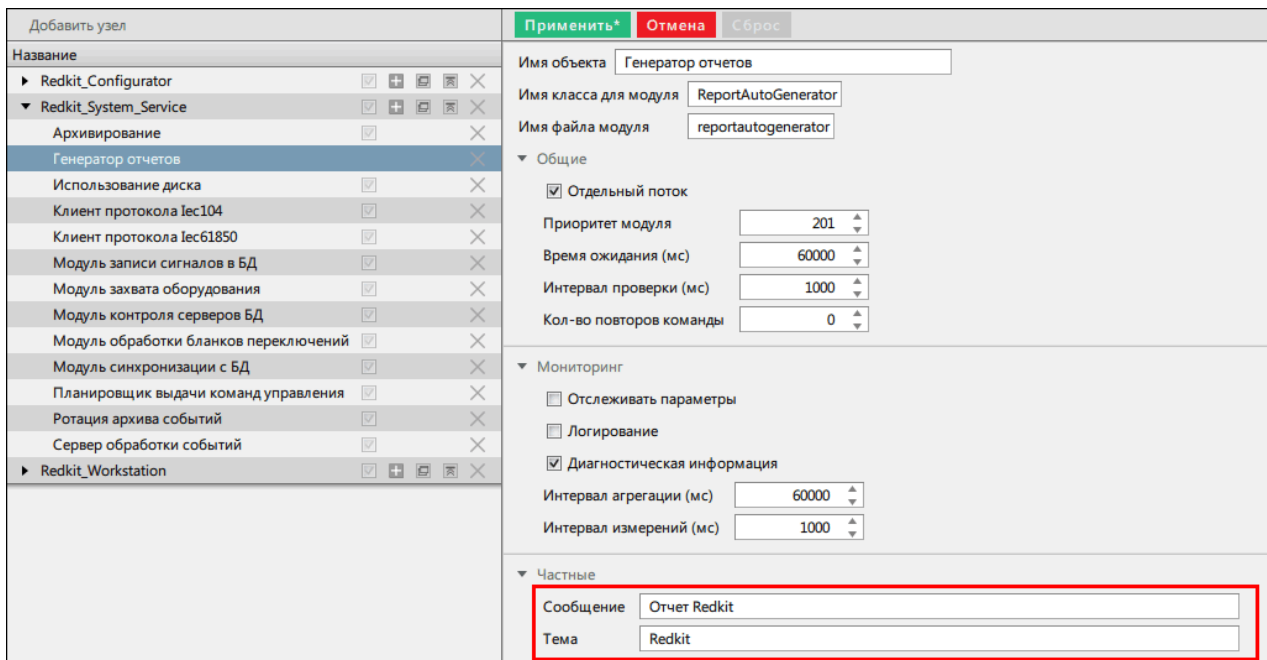 Добавить узел
Название
Redkit_Configurator
Redkit_System_Service
Архивирование
Генератор отчетов
Использование диска
Клиент протокола Iec104
Клиент протокола Iec61850
Модуль записи сигналов в БД
Модуль захвата оборудования
Модуль контроля серверов БД
Модуль обработки бланков переключений
Модуль синхронизации с БД
Планировщик выдачи команд управления
Ротация архива событий
Сервер обработки событий
Redkit_Workstation
Применить* Отмена Сброс
Имя объекта Генератор отчетов
Имя класса для модуля ReportAutoGenerator
Имя файла модуля reportautogenerator
Общие
Отдельный поток
Приоритет модуля 201
Время ожидания (мс) 60000
Интервал проверки (мс) 1000
Кол-во повторов команды 0
Мониторинг
Отслеживать параметры
Логирование
Диагностическая информация
Интервал агрегации (мс) 60000
Интервал измерений (мс) 1000
Частные
Сообщение Отчет Redkit
Тема Redkit